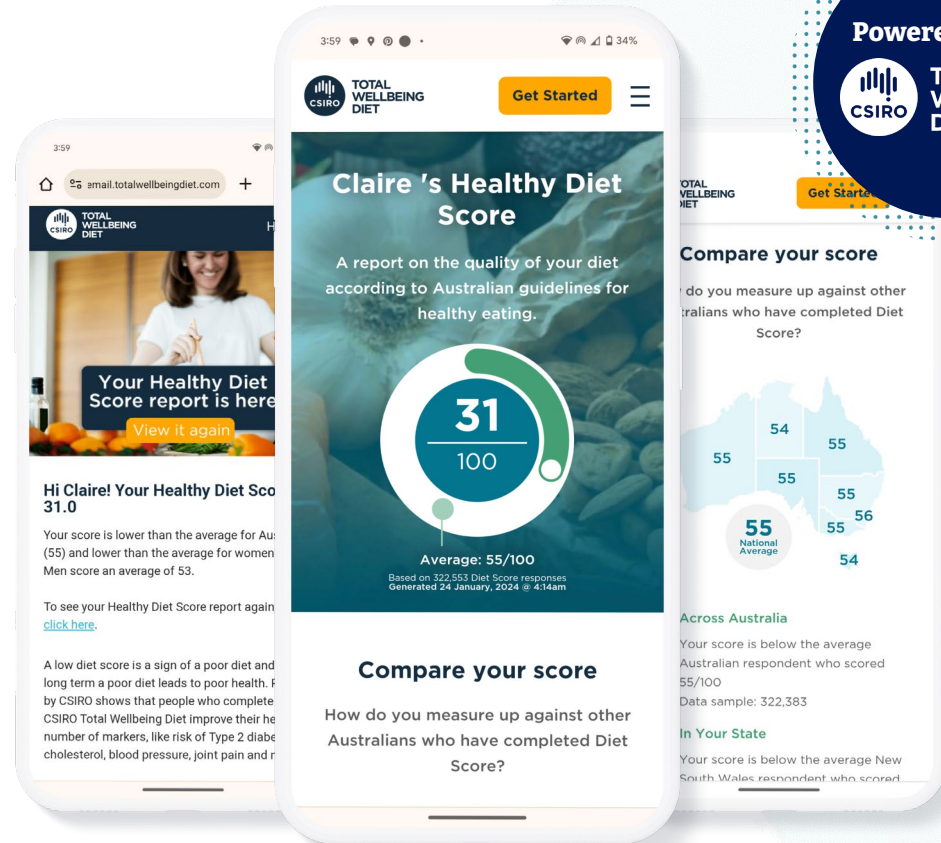 3:59
email.totalwellbeingdiet.com
CSIRO
TOTAL
WELLBEING
DIET
Your Healthy Diet
Score report is here
View it again
Hi Claire! Your Healthy Diet
31.0
Your score is lower than the average for
(55) and lower than the average for women
Men score an average of 53.
To see your Healthy Diet Score report
click here.
A low diet score is a sign of a poor diet and
long term a poor diet leads to poor health.
by CSIRO shows that people who complete
CSIRO Total Wellbeing Diet improve their
number of markers, like risk of Type 2
cholesterol, blood pressure, joint pain and
3:59
34%
CSIRO
TOTAL
WELLBEING
DIET
Get Started
Claire 's Healthy Diet
Score
A report on the quality of your diet
according to Australian guidelines for
healthy eating.
31
100
Average: 55/100
Based on 322,553 Diet Score responses
Generated 24 January, 2024 @ 4:14am
Compare your score
How do you measure up against other
Australians who have completed Diet
Score?
CSIRO
TOTAL
WELLBEING
DIET
Get
Compare your score
do you measure up against other
who have completed Diet
Score?
54
55
55
55
55
56
55
55
National
Average
54
Across Australia
Your score is below the average
Australian respondent who scored
55/100
Data sample: 322,383
In Your State
Your score is below the average New
South Wales respondent who scored